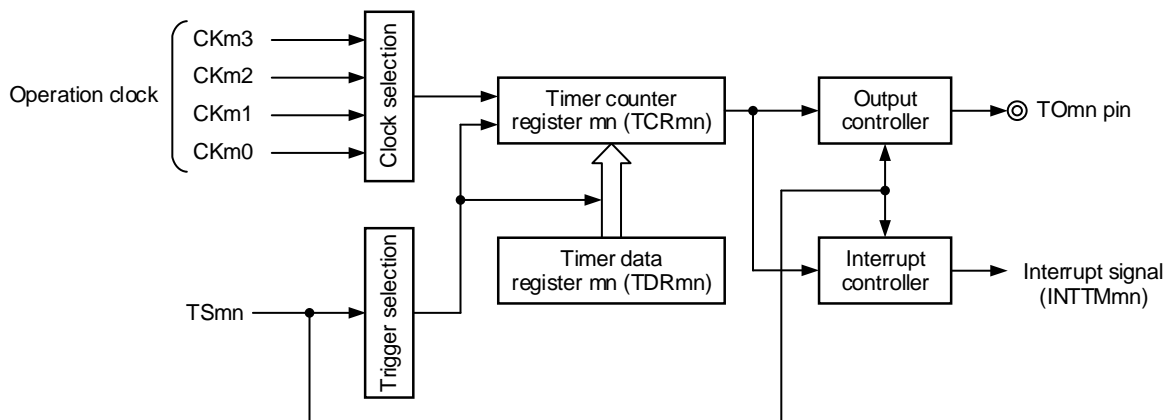 Operation clock
CKm3
CKm2
CKm1
CKm0
Clock selection
Timer counter
register mn (TCRmn)
Output
controller
TOmn pin
TSmn
Trigger selection
Timer data
register mn (TDRmn)
Interrupt
controller
Interrupt signal
(INTTMmn)